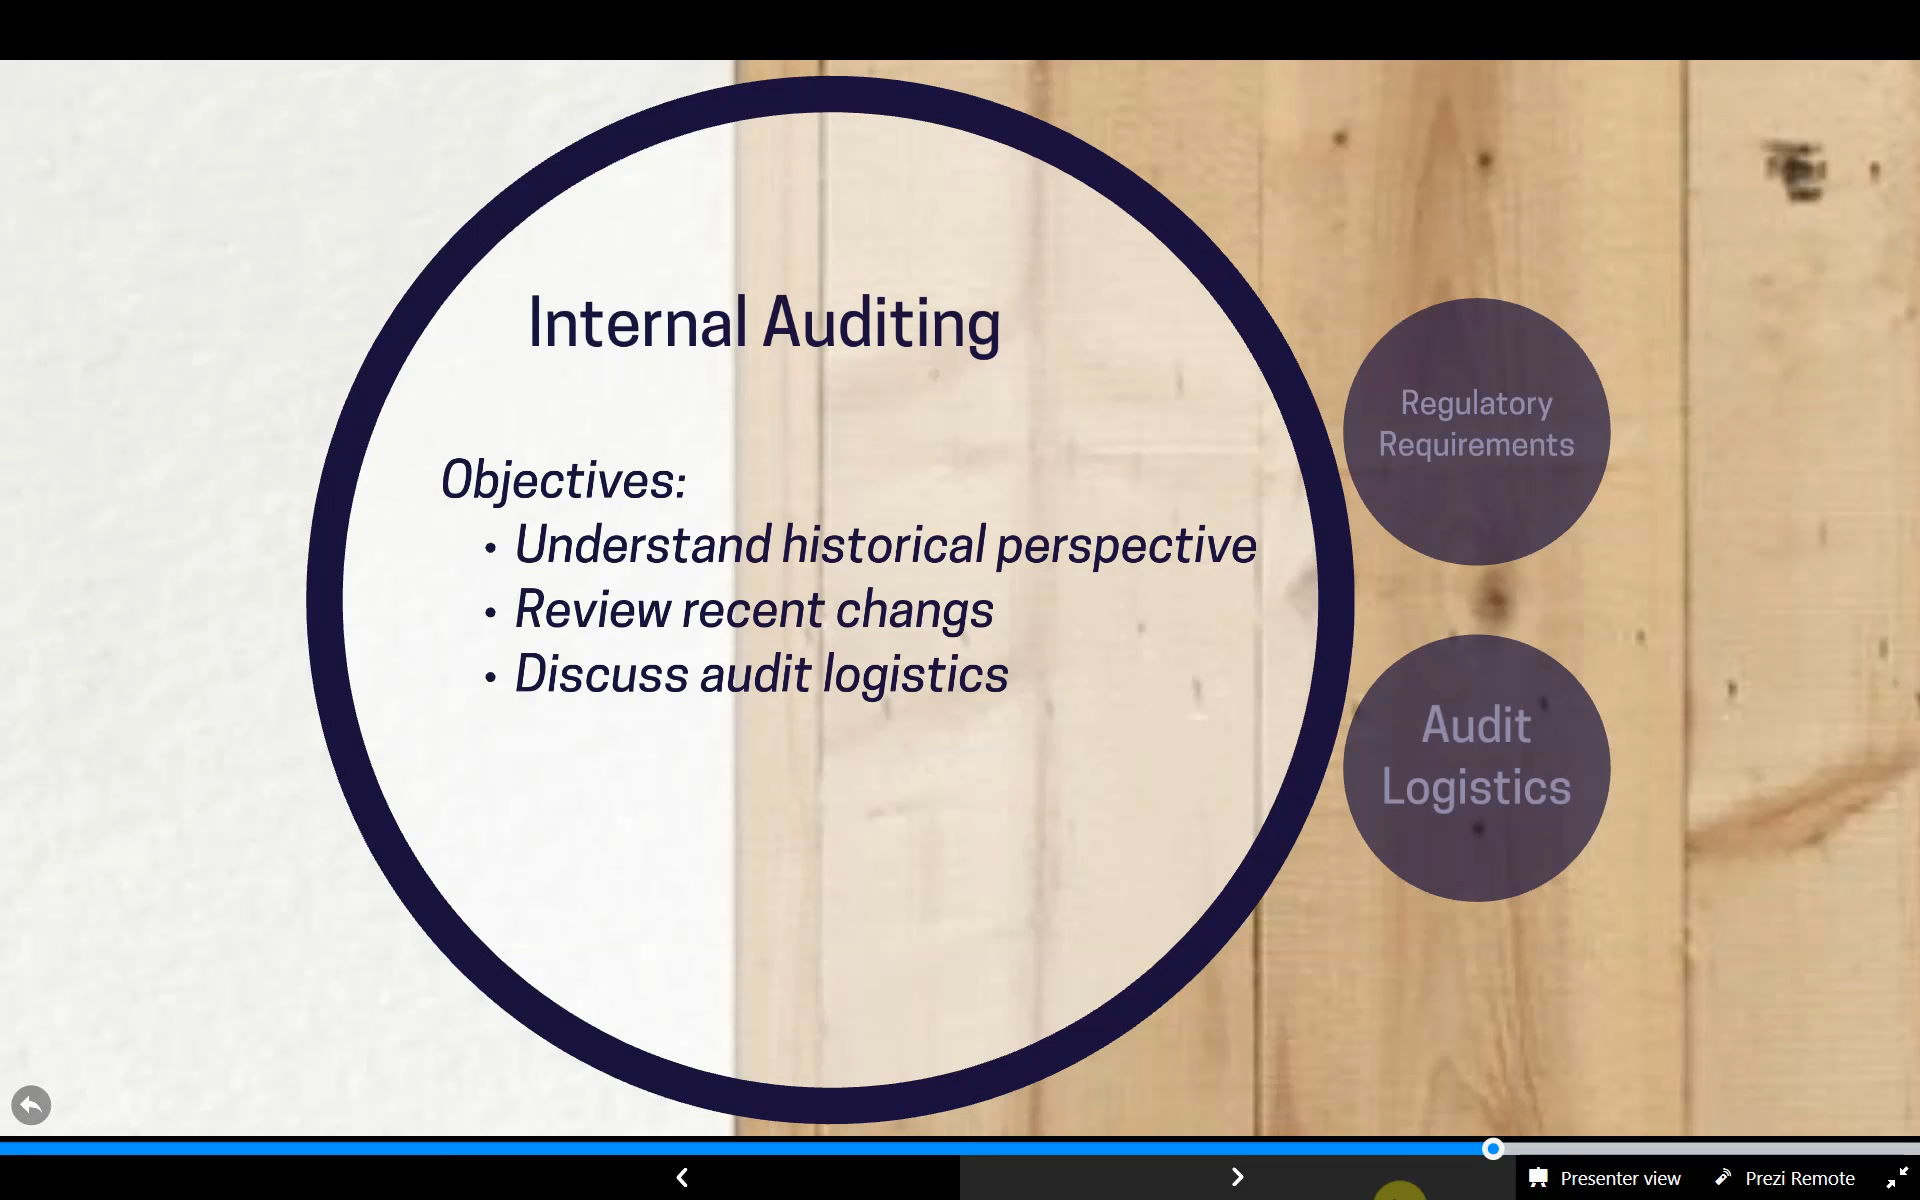 Internal Auditing
Objectives:
• Understand historical perspective
• Review recent changs
• Discuss audit logistics
Regulatory
Requirements
Audit
Logistics
Presenter view
Prezi Remote